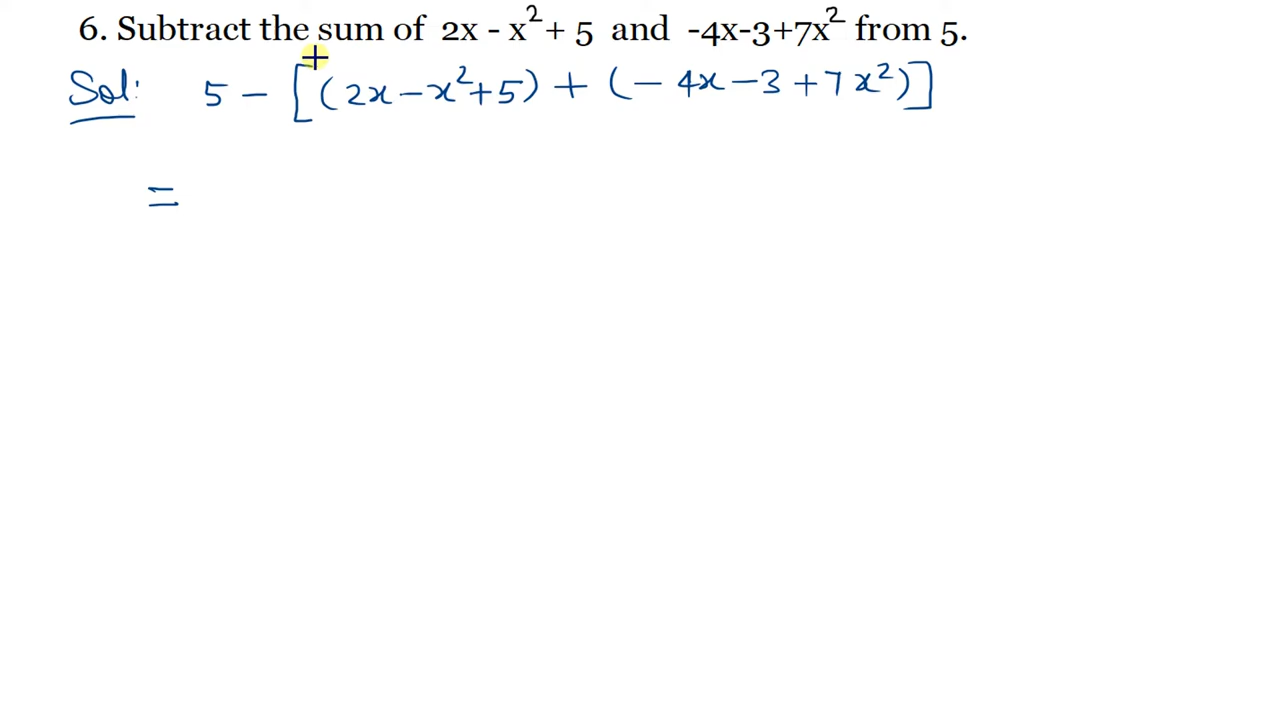 6. Subtract the sum of 2x - x² + 5 and -4x-3+7x² from 5.
Sol: 5 - [(2x - x² + 5) + (- 4x - 3 + 7x²)]
=